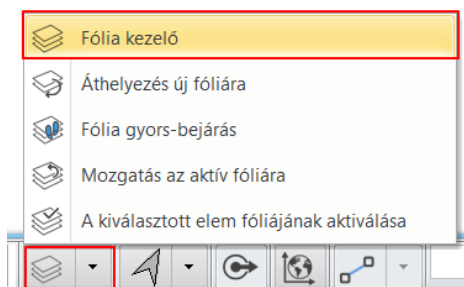 Fólia kezelő
Áthelyezés új fóliára
Fólia gyors-bejárás
Mozgatás az aktív fóliára
A kiválasztott elem fóliájának aktiválása